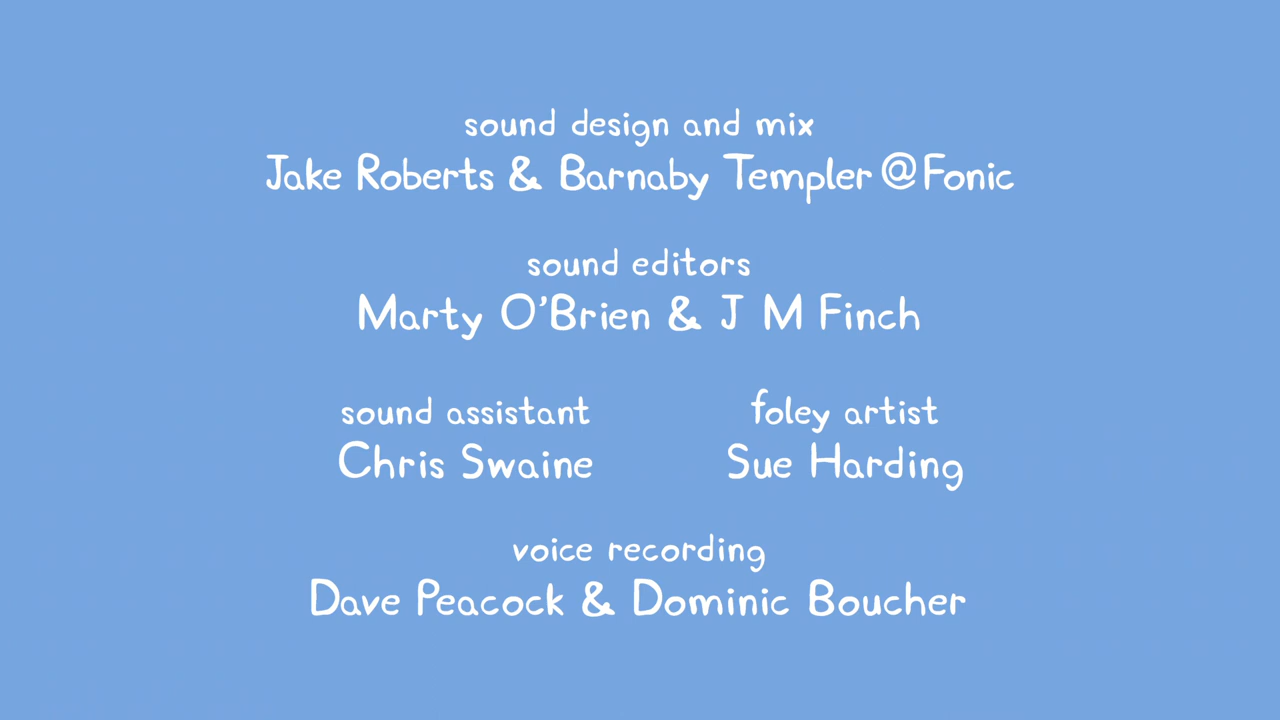 sound design and mix
Jake Roberts & Barnaby Templer @Fonic
sound editors
Marty O'Brien & J M Finch
sound assistant
Chris Swaine
foley artist
Sue Harding
voice recording
Dave Peacock & Dominic Boucher